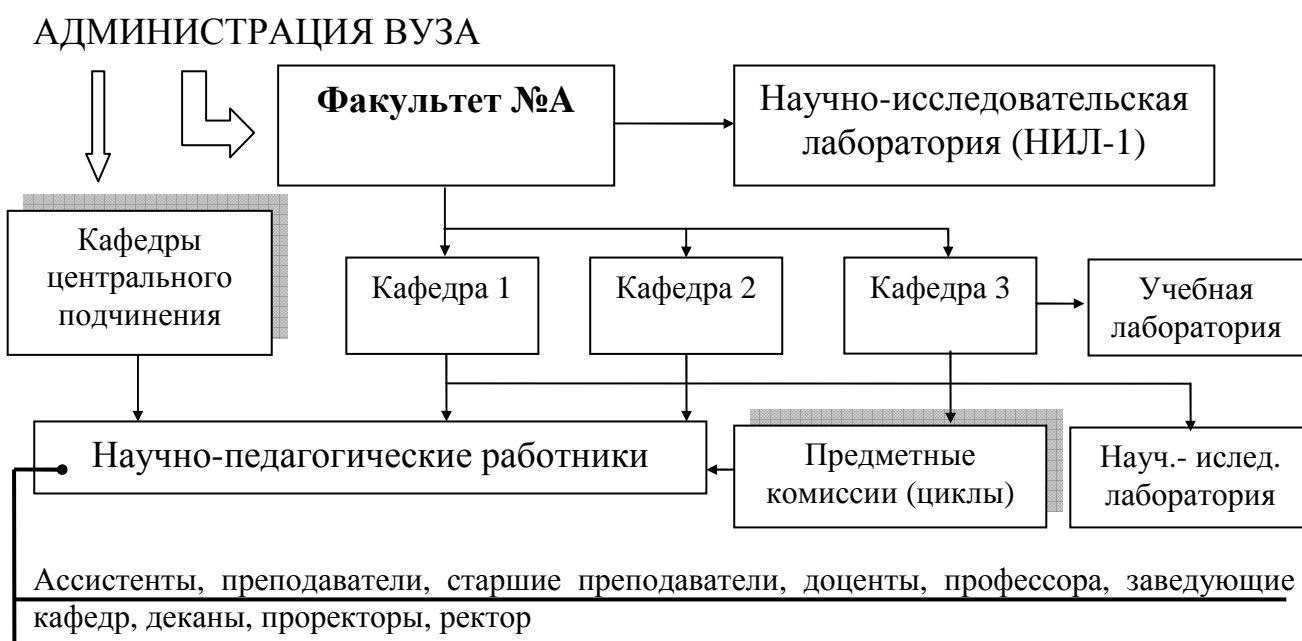 АДМИНИСТРАЦИЯ ВУЗА
Факультет №А
Научно-исследовательская
лаборатория (НИЛ-1)
Кафедры
центрального
подчинения
Кафедра 1
Кафедра 2
Кафедра 3
Учебная
лаборатория
Научно-педагогические работники
Предметные
комиссии (циклы)
Науч.- ислед.
лаборатория
Ассистенты, преподаватели, старшие преподаватели, доценты, профессора, заведующие
кафедр, деканы, проректоры, ректор